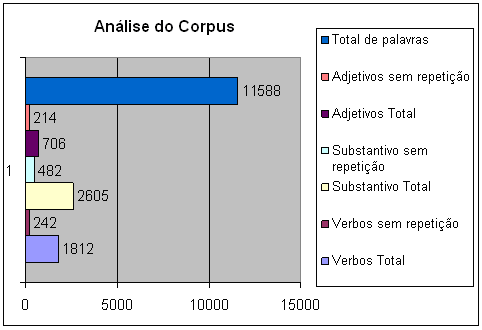 Análise do Corpus
11588
214
706
482
2605
242
1812
1
0 5000 10000 15000
Total de palavras
Adjetivos sem repetição
Adjetivos Total
Substantivo sem
repetição
Substantivo Total
Verbos sem repetição
Verbos Total